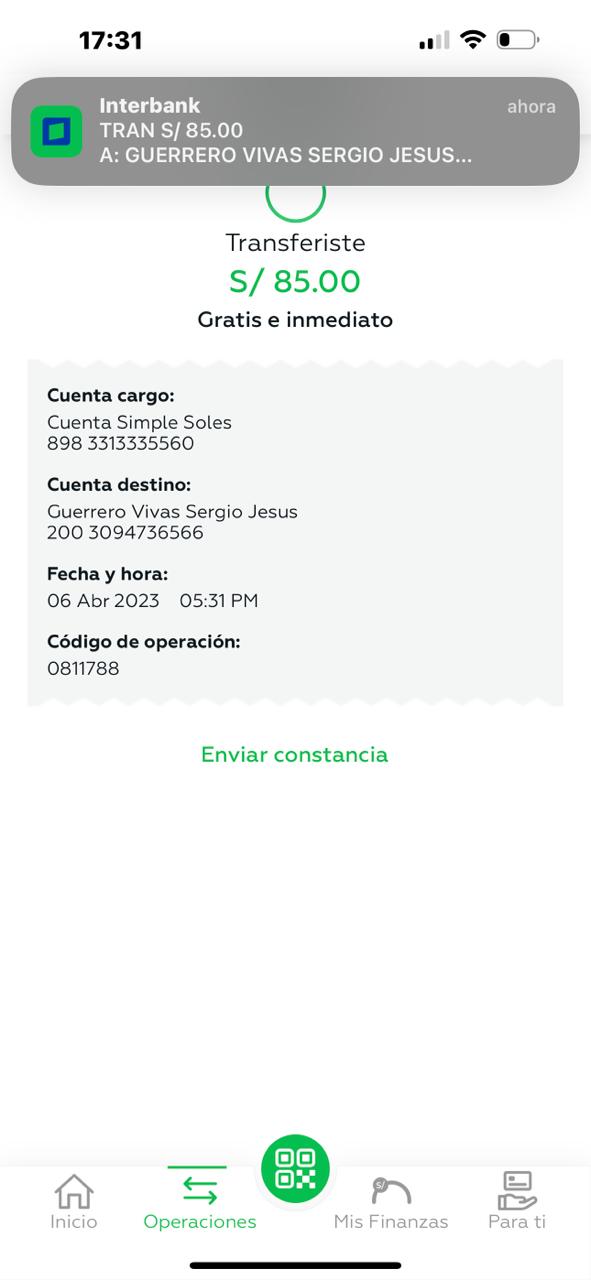 17:31
Interbank
ahora
TRAN S/ 85.00
A: GUERRERO VIVAS SERGIO JESUS...
Transferiste
S/ 85.00
Gratis e inmediato
Cuenta cargo:
Cuenta Simple Soles
898 3313335560
Cuenta destino:
Guerrero Vivas Sergio Jesus
200 3094736566
Fecha y hora:
06 Abr 2023 05:31 PM
Código de operación:
0811788
Enviar constancia
S/
Inicio
Operaciones
Mis Finanzas
Para ti